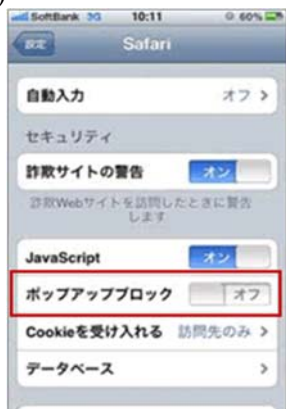 SoftBank 3G 10:11 60%
設定 Safari
自動入力 オフ
セキュリティ
詐欺サイトの警告 オン
詐欺Webサイトを訪問したときに警告
します
JavaScript オン
ポップアップブロック オフ
Cookieを受け入れる 訪問先のみ
データベース